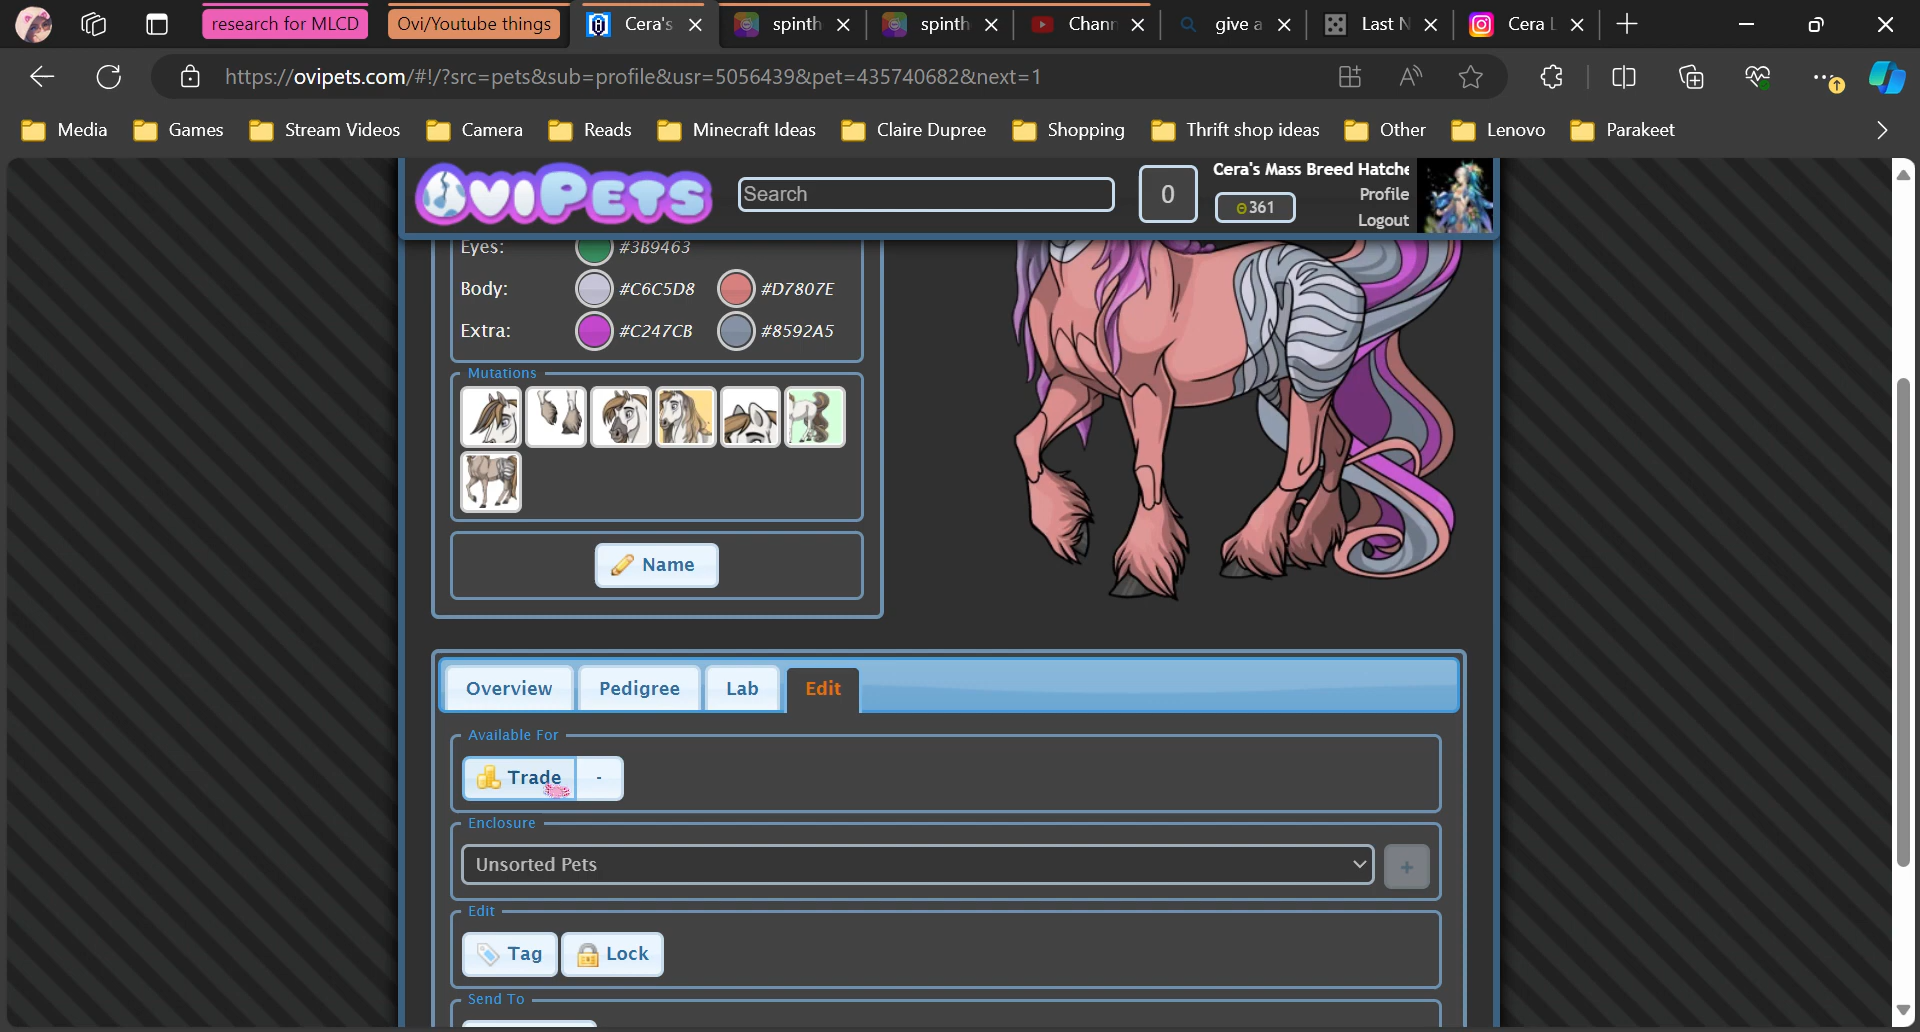 research for MLCD
Ovi/Youtube things
Cera's
spinth
spinth
Chann
give a
Last N
Cera L
https://ovipets.com/#!/?src=pets&sub=profile&usr=5056439&pet=435740682&next=1
Media
Games
Stream Videos
Camera
Reads
Minecraft Ideas
Claire Dupree
Shopping
Thrift shop ideas
Other
Lenovo
Parakeet
OviPets
Search
0
Cera's Mass Breed Hatche
361
Profile
Logout
Eyes: #3B9463
Body: #C6C5D8 #D7807E
Extra: #C247CB #8592A5
Mutations
Name
Overview
Pedigree
Lab
Edit
Available For
Trade -
Enclosure
Unsorted Pets
+
Edit
Tag
Lock
Send To